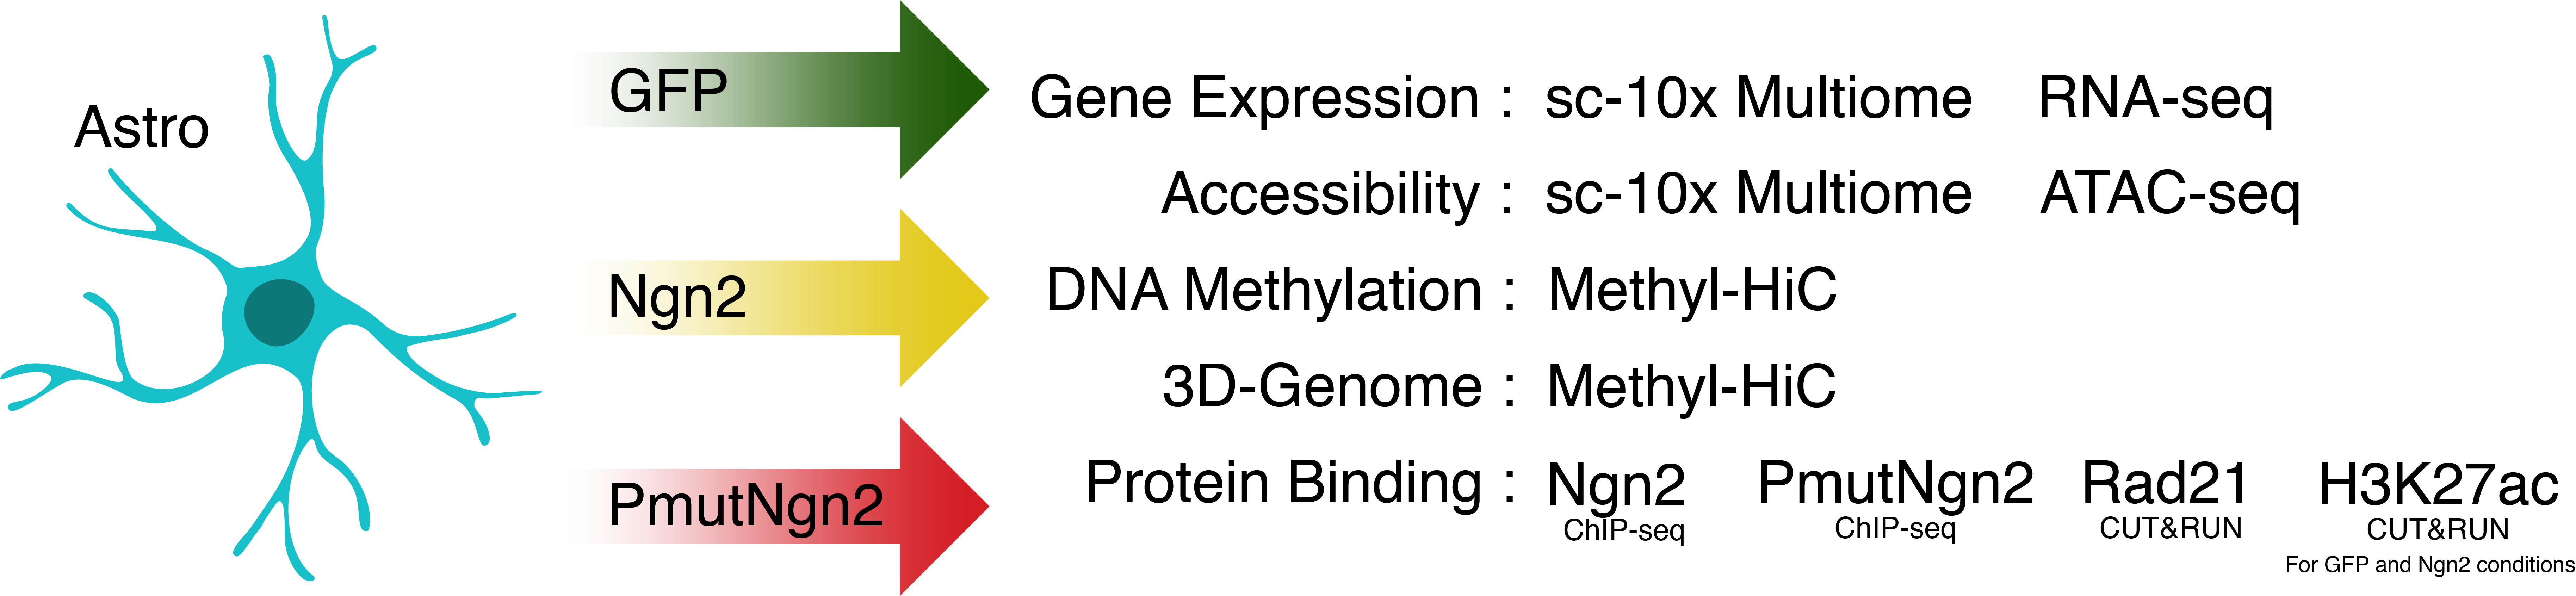 Astro
GFP
Ngn2
PmutNgn2
Gene Expression : sc-10x Multiome RNA-seq
Accessibility : sc-10x Multiome ATAC-seq
DNA Methylation : Methyl-HiC
3D-Genome : Methyl-HiC
Protein Binding : Ngn2 PmutNgn2 Rad21 H3K27ac
ChIP-seq ChIP-seq CUT&RUN CUT&RUN
For GFP and Ngn2 conditions